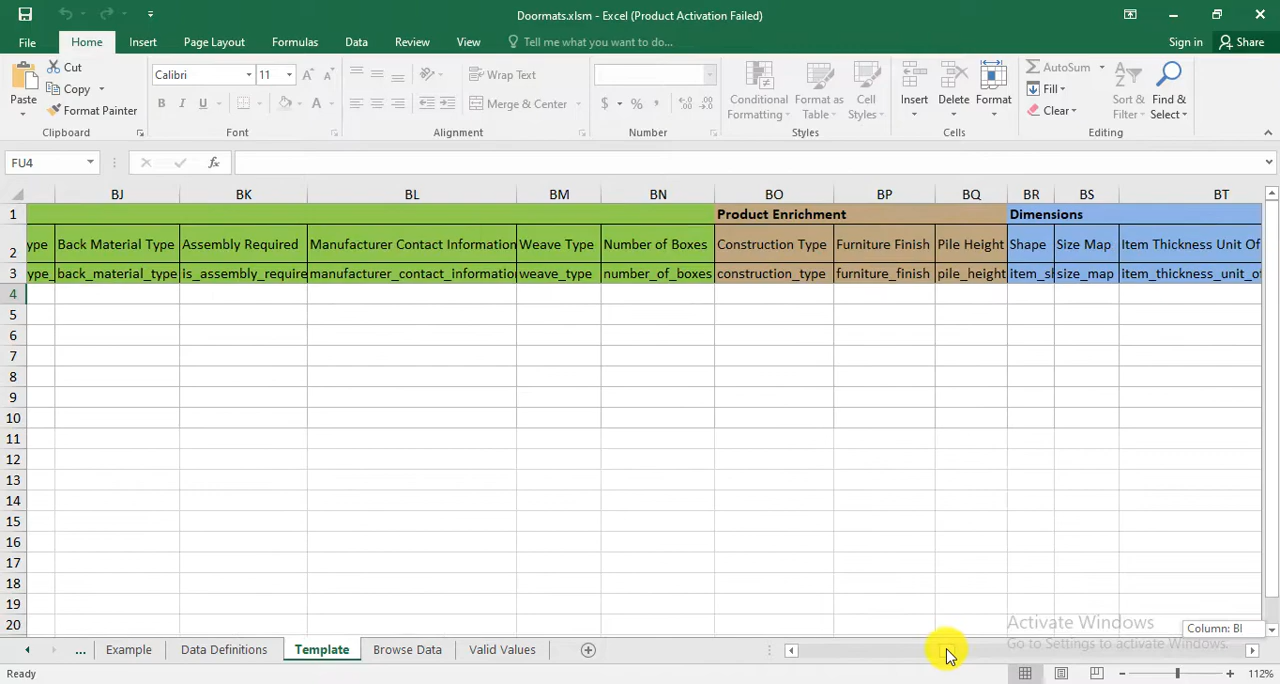 Doormats.xlsm - Excel (Product Activation Failed)
File Home Insert Page Layout Formulas Data Review View Tell me what you want to do... Sign in Share
Paste Cut Copy Format Painter
Calibri 11
B I U A
Wrap Text
Merge & Center
$ % ,
Conditional Formatting Format as Table Cell Styles
Insert Delete Format
AutoSum Fill Clear
Sort & Filter Find & Select
Clipboard Font Alignment Number Styles Cells Editing
FU4 fx
BJ BK BL BM BN BO BP BQ BR BS BT
1 Product Enrichment Dimensions
2 ype Back Material Type Assembly Required Manufacturer Contact Information Weave Type Number of Boxes Construction Type Furniture Finish Pile Height Shape Size Map Item Thickness Unit Of
3 ype_ back_material_type is_assembly_require manufacturer_contact_informatio weave_type number_of_boxes construction_type furniture_finish pile_height item_sh size_map item_thickness_unit_of
4
5
6
7
8
9
10
11
12
13
14
15
16
17
18
19
20
Activate Windows
Go to Settings to activate Windows.
Column: BI
... Example Data Definitions Template Browse Data Valid Values
Ready 112%